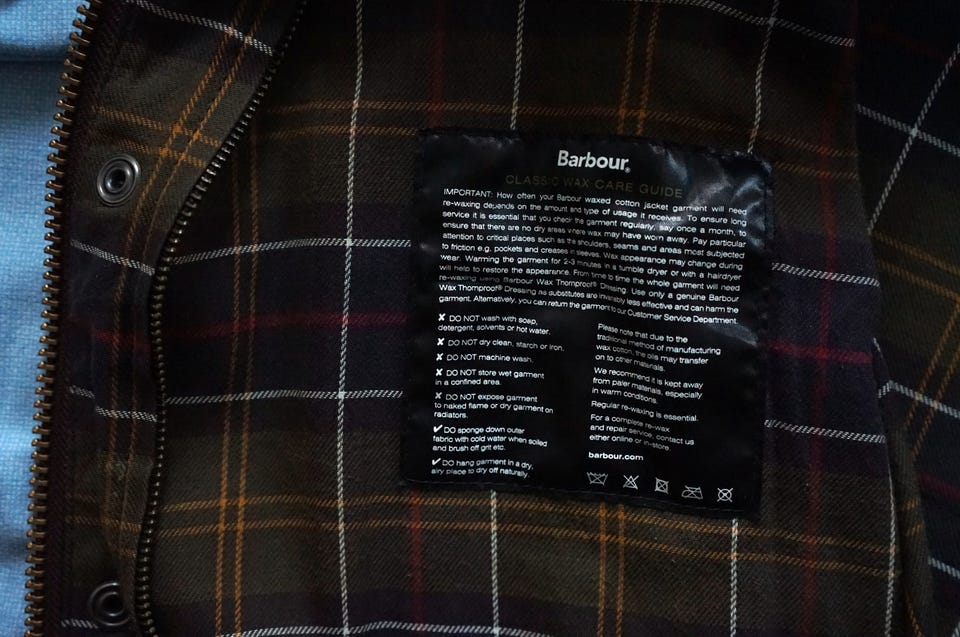 Barbour®
CLASSIC WAX CARE GUIDE
IMPORTANT: How often your Barbour waxed cotton jacket garment will need
re-waxing depends on the amount and type of usage it receives. To ensure long
service it is essential that you check the garment regularly, say once a month, to
ensure that there are no dry areas where wax may have worn away. Pay particular
attention to critical places such as the shoulders, seams and areas most subjected
to friction e.g. pockets and creases in sleeves. Wax appearance may change during
wear. Warming the garment for 2-3 minutes in a tumble dryer or with a hairdryer
will help to restore the appearance. From time to time the whole garment will need
re-waxing using Barbour Wax Thornproof® Dressing. Use only a genuine Barbour
Wax Thornproof® Dressing as substitutes are invariably less effective and can harm the
garment. Alternatively, you can return the garment to our Customer Service Department.
✘ DO NOT wash with soap,
detergent, solvents or hot water.
✘ DO NOT dry clean, starch or iron.
✘ DO NOT machine wash.
✘ DO NOT store wet garment
in a confined area.
✘ DO NOT expose garment
to naked flame or dry garment on
radiators.
✔ DO sponge down outer
fabric with cold water when soiled
and brush off grit etc.
✔ DO hang garment in a dry,
airy place to dry off naturally.
Please note that due to the
traditional method of manufacturing
wax cotton, the oils may transfer
on to other materials.
We recommend it is kept away
from paler materials, especially
in warm conditions.
Regular re-waxing is essential.
For a complete re-wax
and repair service, contact us
either online or in-store.
barbour.com